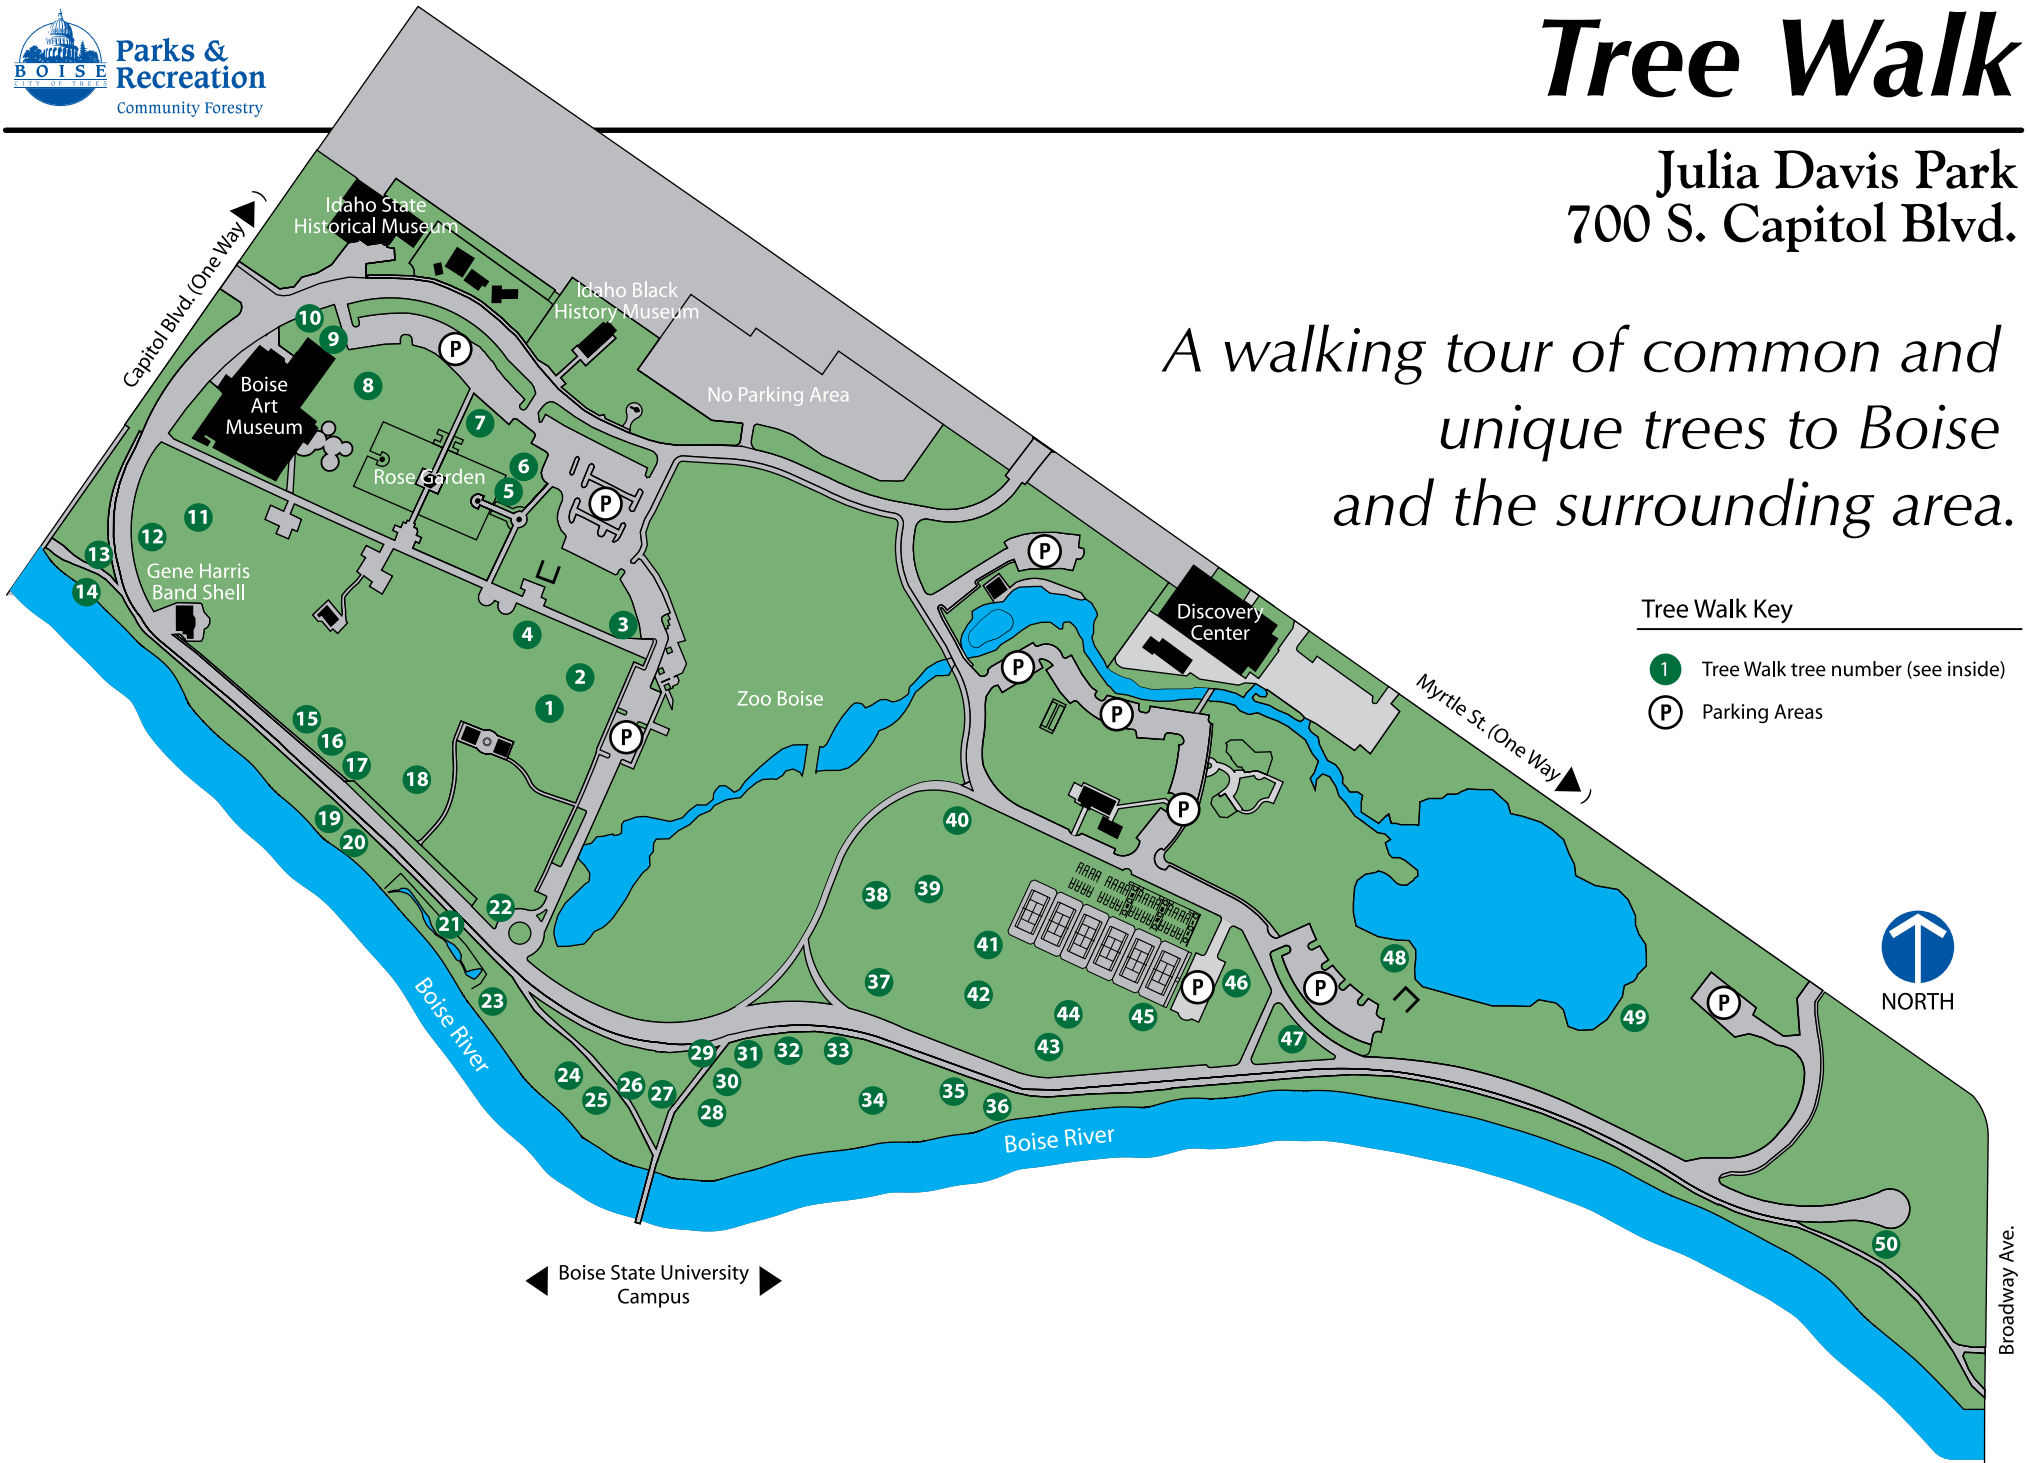 BOISE
CITY OF TREES
Parks &
Recreation
Community Forestry
Tree Walk
Julia Davis Park
700 S. Capitol Blvd.
A walking tour of common and
unique trees to Boise
and the surrounding area.
Tree Walk Key
1 Tree Walk tree number (see inside)
P Parking Areas
NORTH
Capitol Blvd. (One Way )
Idaho State
Historical Museum
Idaho Black
History Museum
No Parking Area
Boise
Art
Museum
Rose Garden
Gene Harris
Band Shell
Zoo Boise
Discovery
Center
Myrtle St. (One Way )
Boise River
Boise River
Boise State University
Campus
Broadway Ave.
10
9
P
8
7
6
5
P
11
12
13
14
3
4
2
1
P
15
16
17
18
19
20
21
22
23
24
25
26
27
28
29
30
31
32
33
34
35
36
37
38
39
40
41
42
43
44
45
46
47
48
49
50
P
P
P
P
P
P
P